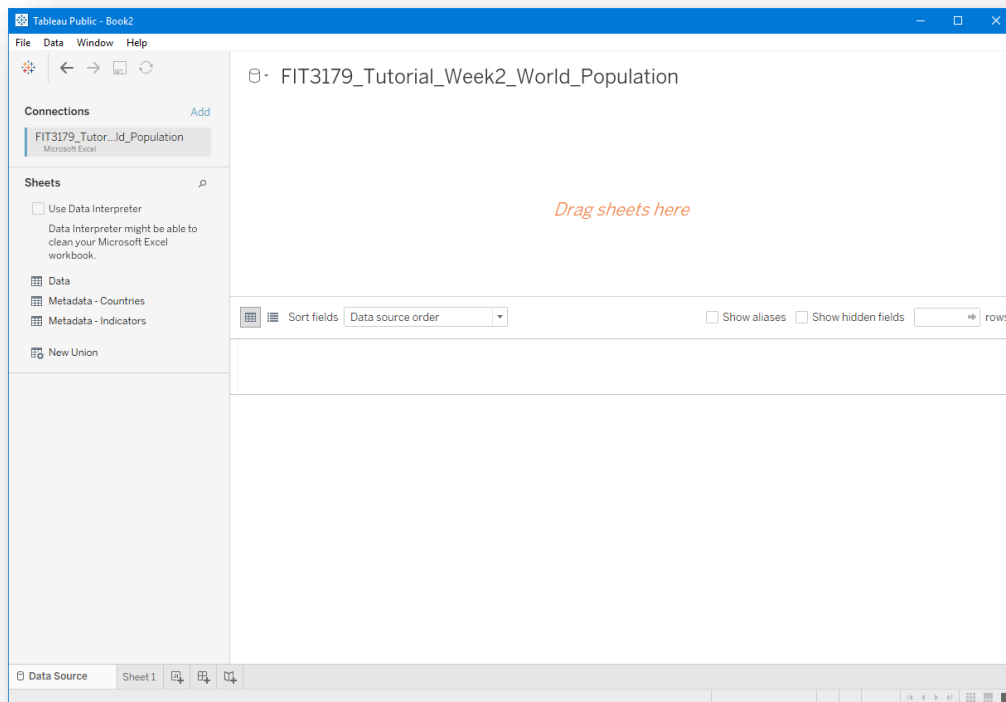 Tableau Public - Book2
File Data Window Help
FIT3179_Tutorial_Week2_World_Population
Connections Add
FIT3179_Tutor...ld_Population
Microsoft Excel
Sheets
Use Data Interpreter
Data Interpreter might be able to
clean your Microsoft Excel
workbook.
Data
Metadata - Countries
Metadata - Indicators
New Union
Drag sheets here
Sort fields Data source order Show aliases Show hidden fields rows
Data Source Sheet 1